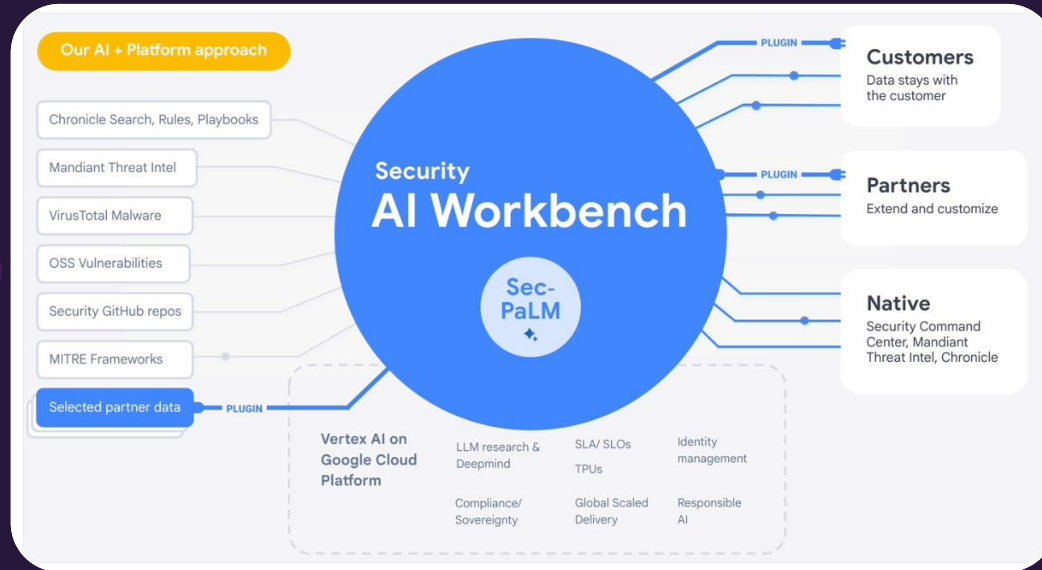 Our AI + Platform approach
Chronicle Search, Rules, Playbooks
Mandiant Threat Intel
VirusTotal Malware
OSS Vulnerabilities
Security GitHub repos
MITRE Frameworks
Selected partner data
PLUGIN
Security
AI Workbench
Sec-
PaLM
PLUGIN
Customers
Data stays with
the customer
PLUGIN
Partners
Extend and customize
Native
Security Command
Center, Mandiant
Threat Intel, Chronicle
Vertex AI on
Google Cloud
Platform
LLM research &
Deepmind
SLA/ SLOs
TPUs
Identity
management
Compliance/
Sovereignty
Global Scaled
Delivery
Responsible
AI